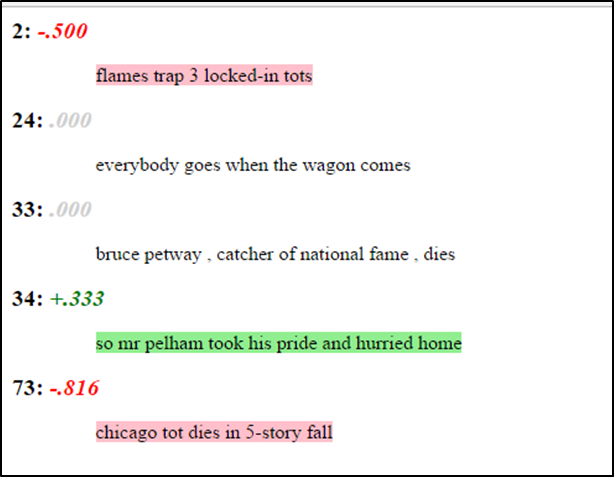 2: -.500
flames trap 3 locked-in tots
24: .000
everybody goes when the wagon comes
33: .000
bruce petway , catcher of national fame , dies
34: +.333
so mr pelham took his pride and hurried home
73: -.816
chicago tot dies in 5-story fall